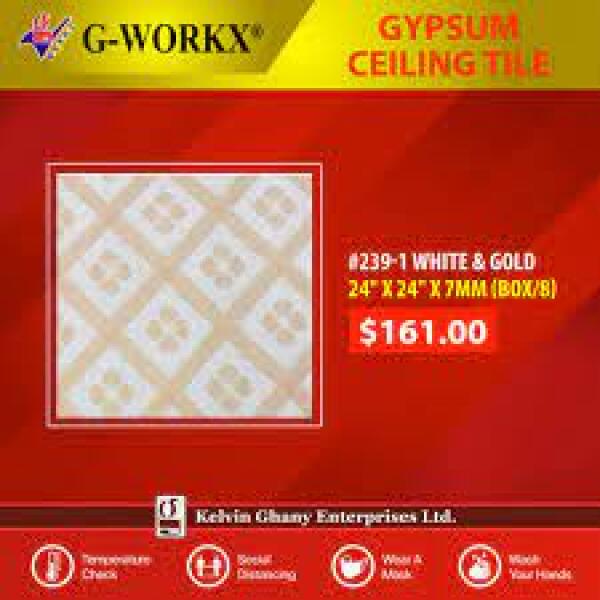 G-WORKX®
GYPSUM
CEILING TILE
#239-1 WHITE & GOLD
24" X 24" X 7MM (BOX/8)
$161.00
Kelvin Ghany Enterprises Ltd.
Temperature
Check
Social
Distancing
Wear A
Mask
Wash
Your Hands